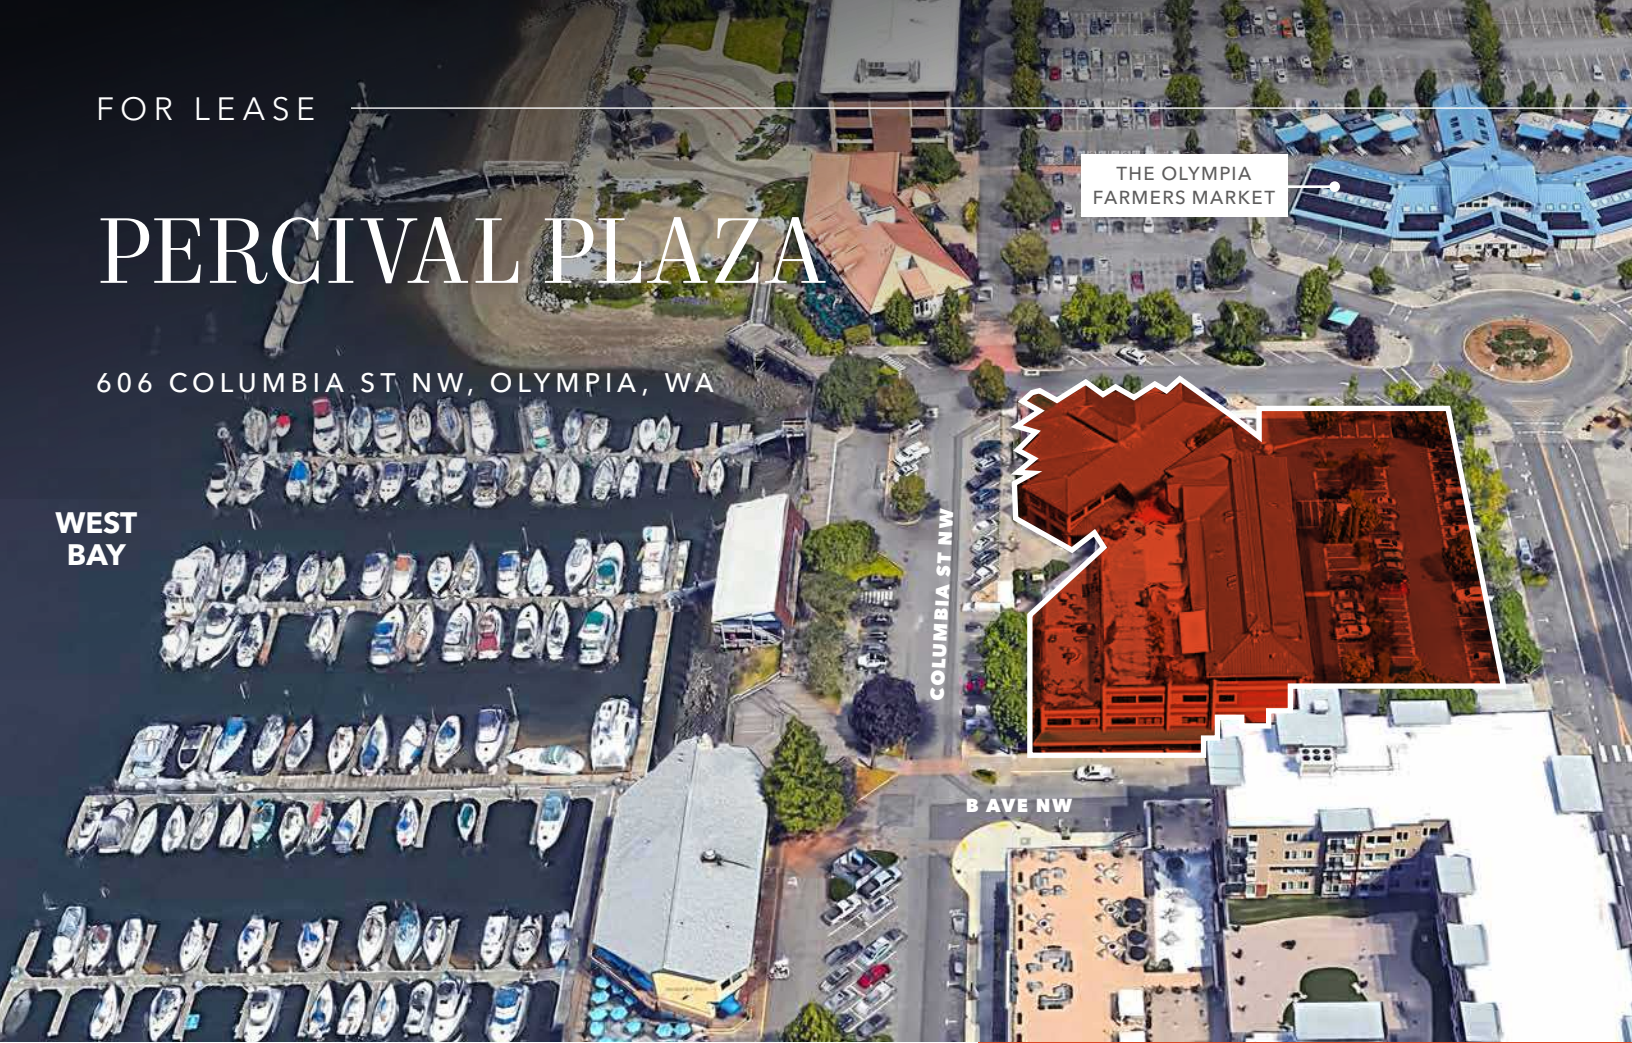 FOR LEASE
PERCIVAL PLAZA
606 COLUMBIA ST NW, OLYMPIA, WA
THE OLYMPIA
FARMERS MARKET
WEST
BAY
COLUMBIA ST NW
B AVE NW